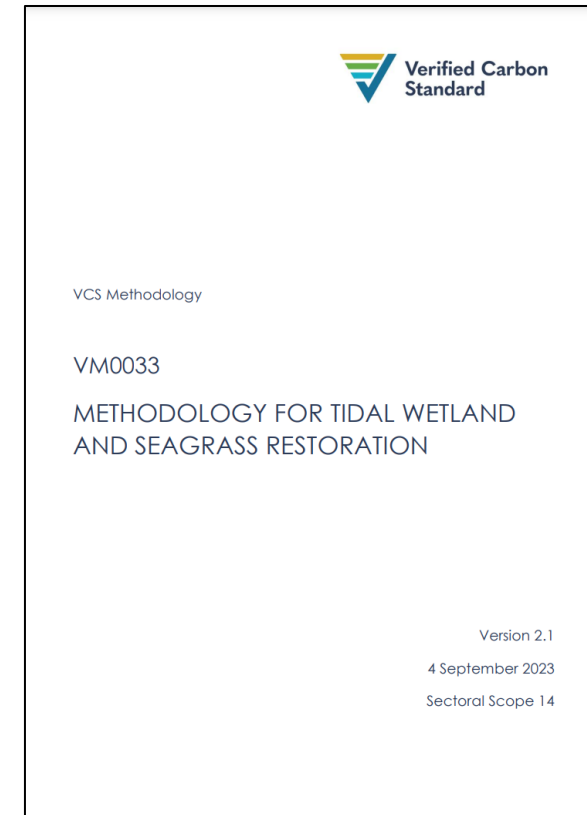 Verified Carbon
Standard
VCS Methodology
VM0033
METHODOLOGY FOR TIDAL WETLAND
AND SEAGRASS RESTORATION
Version 2.1
4 September 2023
Sectoral Scope 14